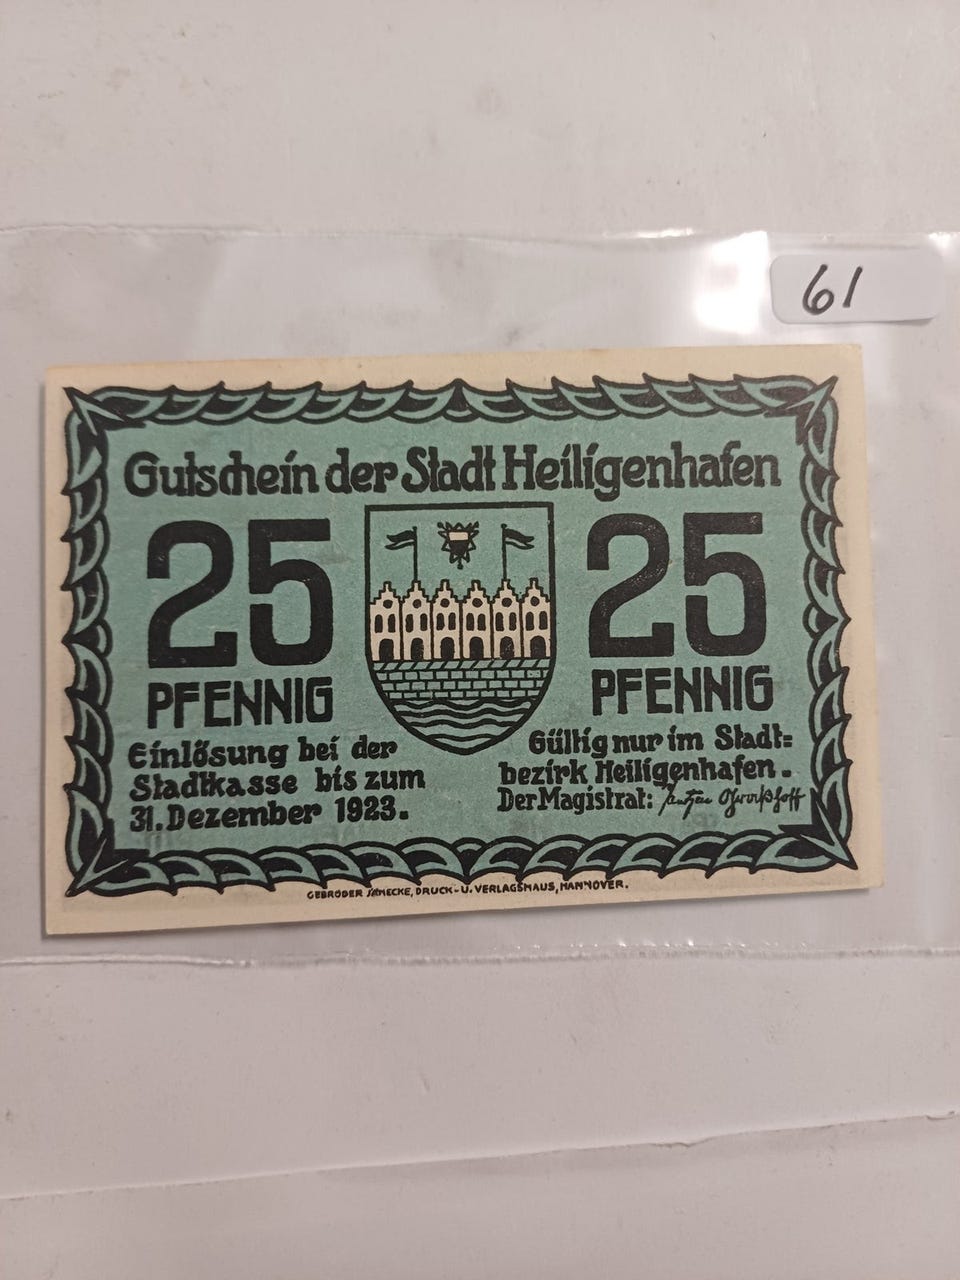 61
Gutschein der Stadt Heiligenhafen
25 25
PFENNIG PFENNIG
Einlösung bei der
Stadtkasse bis zum
31. Dezember 1923.
Gültig nur im Stadt=
bezirk Heiligenhafen.
Der Magistrat:
GEBRÜDER JÄNECKE, DRUCK- U. VERLAGSHAUS, HANNOVER.